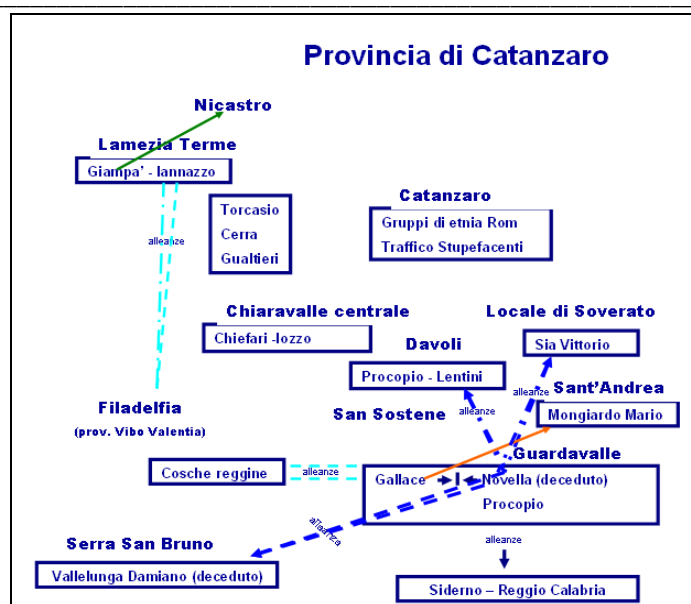 Provincia di Catanzaro
Nicastro
Lamezia Terme
Giampa' - Iannazzo
Catanzaro
Torcasio
Cerra
Gualtieri
Gruppi di etnia Rom
Traffico Stupefacenti
alleanze
Chiaravalle centrale
Chiefari -Iozzo
Locale di Soverato
Sia Vittorio
Davoli
Procopio - Lentini
alleanze
Sant'Andrea
Mongiardo Mario
Filadelfia
(prov. Vibo Valentia)
San Sostene
alleanze
Guardavalle
Cosche reggine
alleanze
Gallace
Novella (deceduto)
Procopio
alleanze
Serra San Bruno
Vallelunga Damiano (deceduto)
alleanze
Siderno – Reggio Calabria